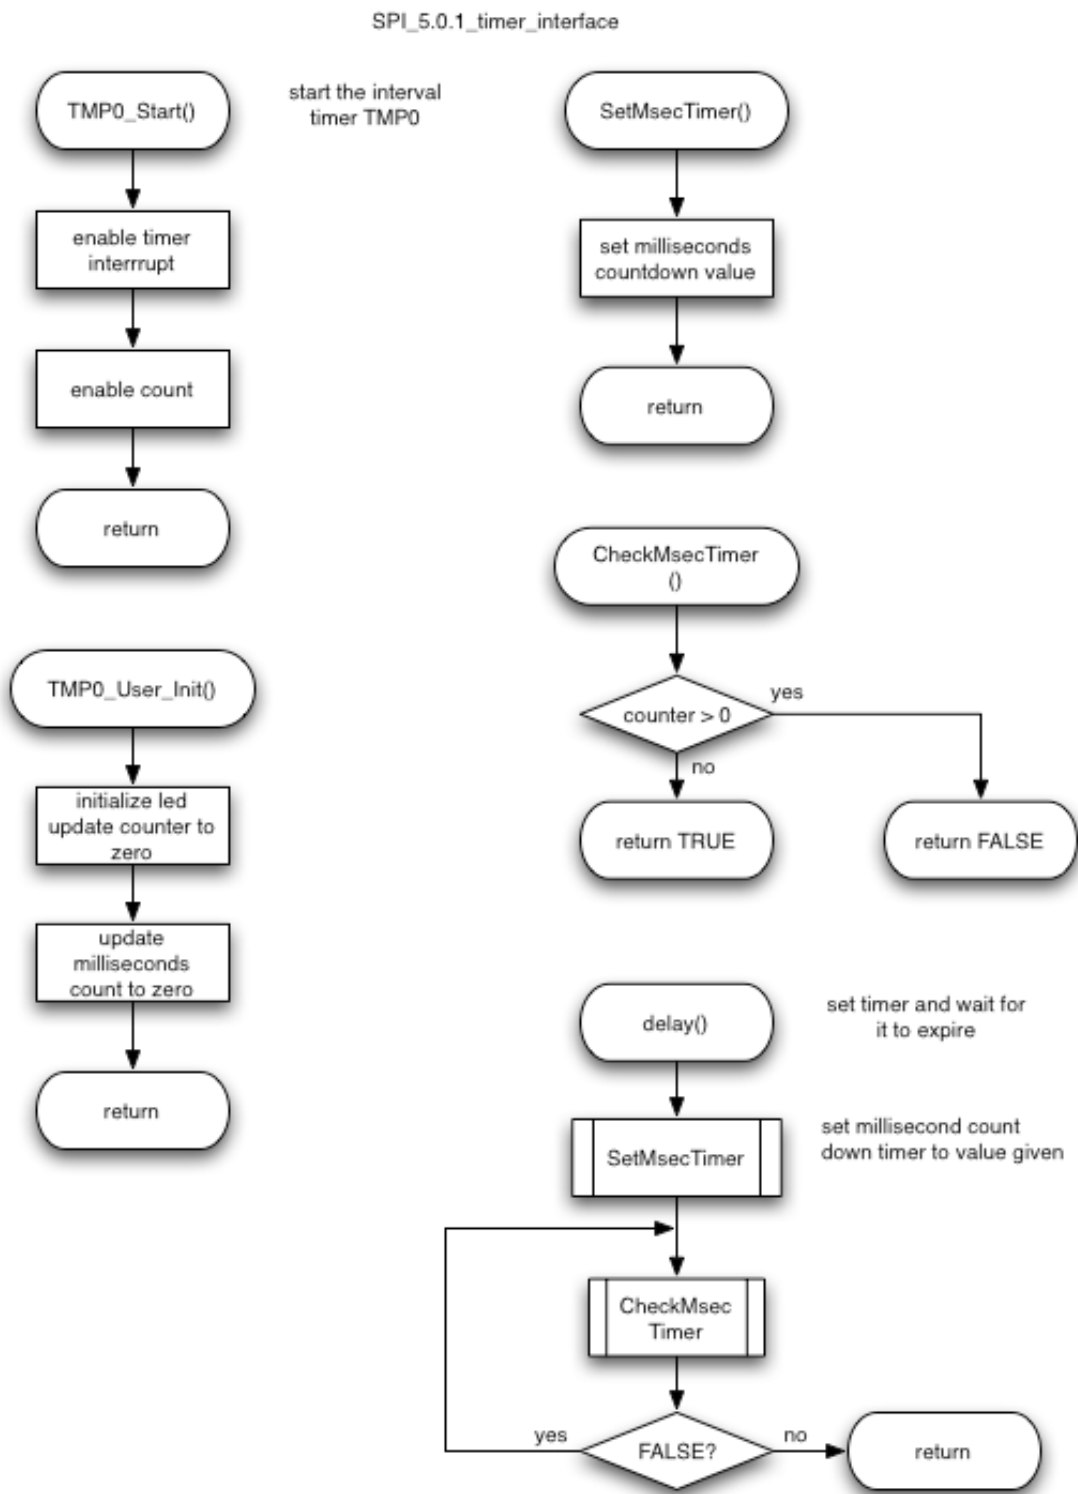 SPI_5.0.1_timer_interface
TMP0_Start()
start the interval
timer TMP0
enable timer
interrrupt
enable count
return
TMP0_User_Init()
initialize led
update counter to
zero
update
milliseconds
count to zero
return
SetMsecTimer()
set milliseconds
countdown value
return
CheckMsecTimer
()
counter > 0
yes
no
return TRUE
return FALSE
delay()
set timer and wait for
it to expire
SetMsecTimer
set millisecond count
down timer to value given
CheckMsec
Timer
FALSE?
yes
no
return